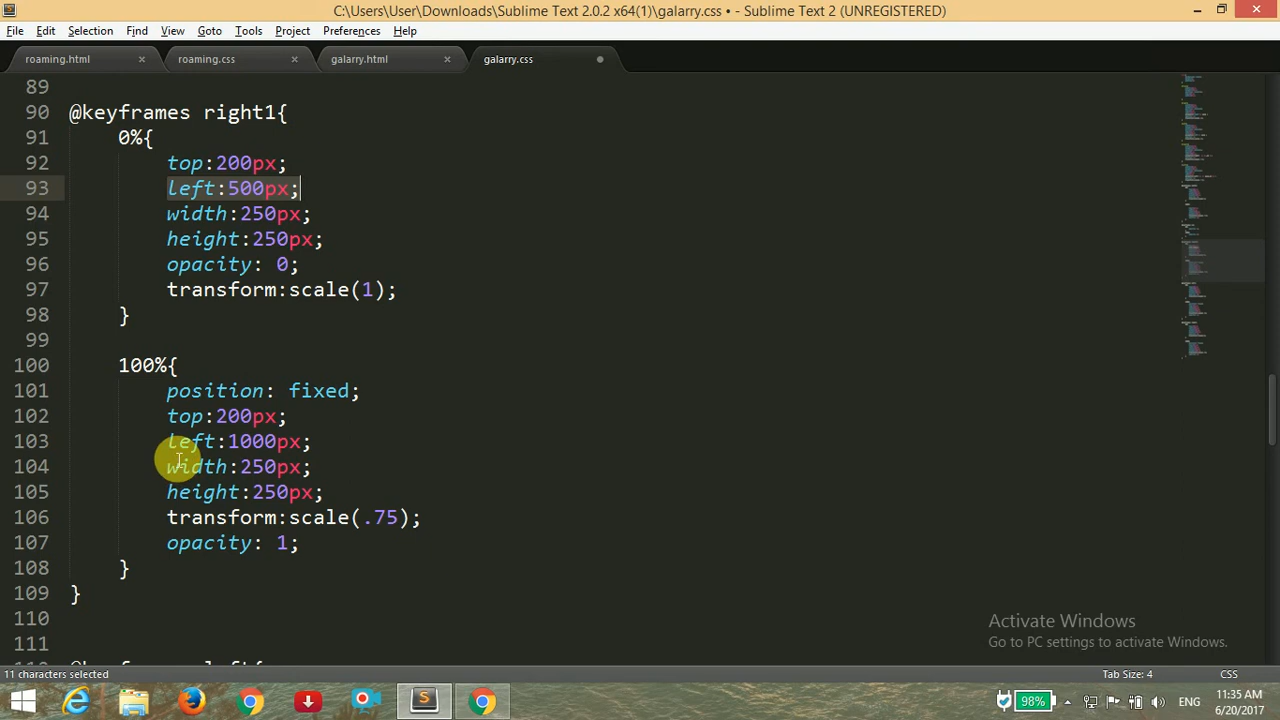 C:\Users\User\Downloads\Sublime Text 2.0.2 x64(1)\galarry.css • - Sublime Text 2 (UNREGISTERED)
File Edit Selection Find View Goto Tools Project Preferences Help
roaming.html roaming.css galarry.html galarry.css
89
90 @keyframes right1{
91 0%{
92 top:200px;
93 left:500px;
94 width:250px;
95 height:250px;
96 opacity: 0;
97 transform:scale(1);
98 }
99
100 100%{
101 position: fixed;
102 top:200px;
103 left:1000px;
104 width:250px;
105 height:250px;
106 transform:scale(.75);
107 opacity: 1;
108 }
109 }
110
111
Activate Windows
Go to PC settings to activate Windows.
11 characters selected Tab Size: 4 CSS
98% ENG 11:35 AM
6/20/2017